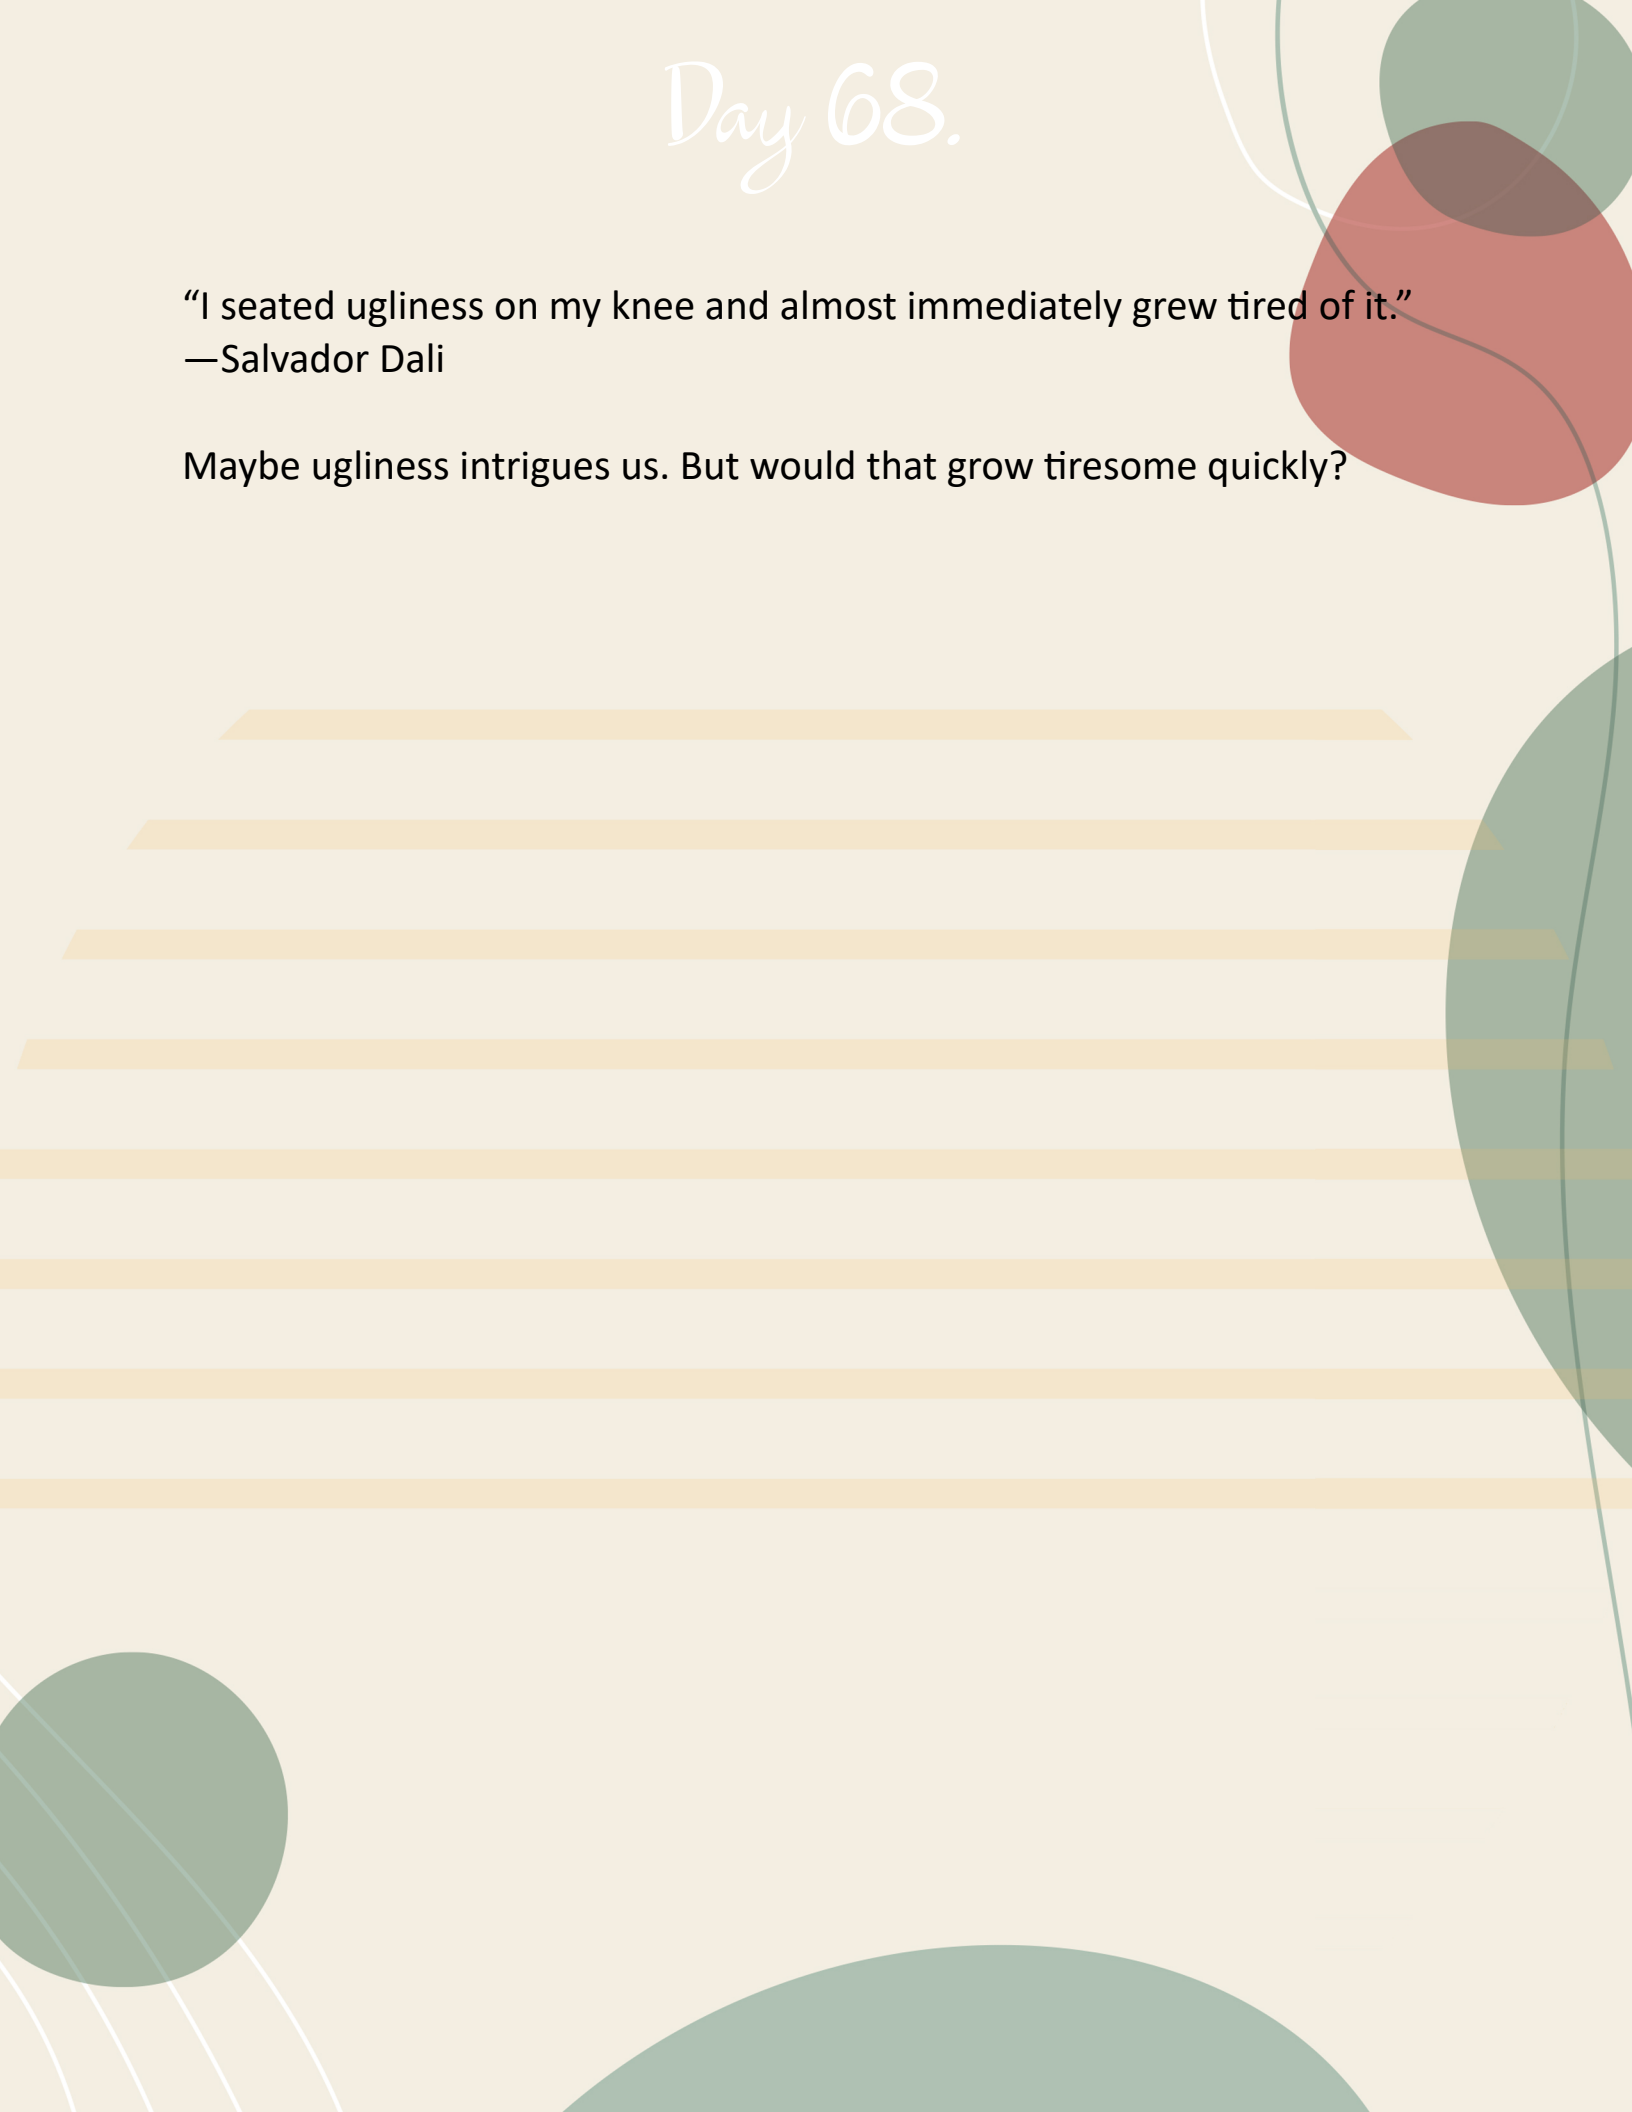 Day 68.
“I seated ugliness on my knee and almost immediately grew tired of it.”
—Salvador Dali
Maybe ugliness intrigues us. But would that grow tiresome quickly?